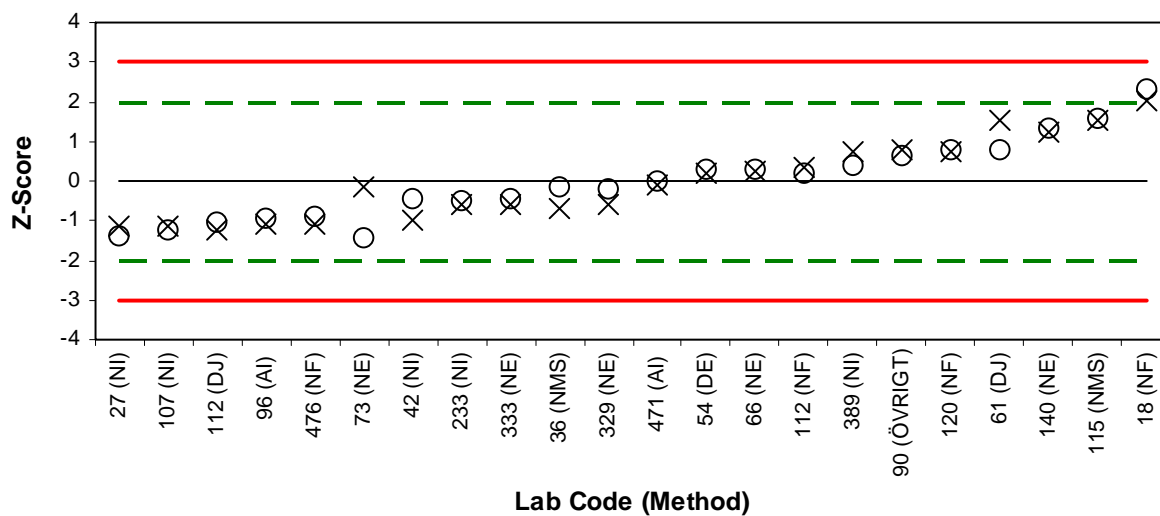 4
3
2
1
0
-1
-2
-3
-4
Z-Score
27 (NI)
107 (NI)
112 (DJ)
96 (AI)
476 (NF)
73 (NE)
42 (NI)
233 (NI)
333 (NE)
36 (NMS)
329 (NE)
471 (AI)
54 (DE)
66 (NE)
112 (NF)
389 (NI)
90 (ÖVRIGT)
120 (NF)
61 (DJ)
140 (NE)
115 (NMS)
18 (NF)
Lab Code (Method)